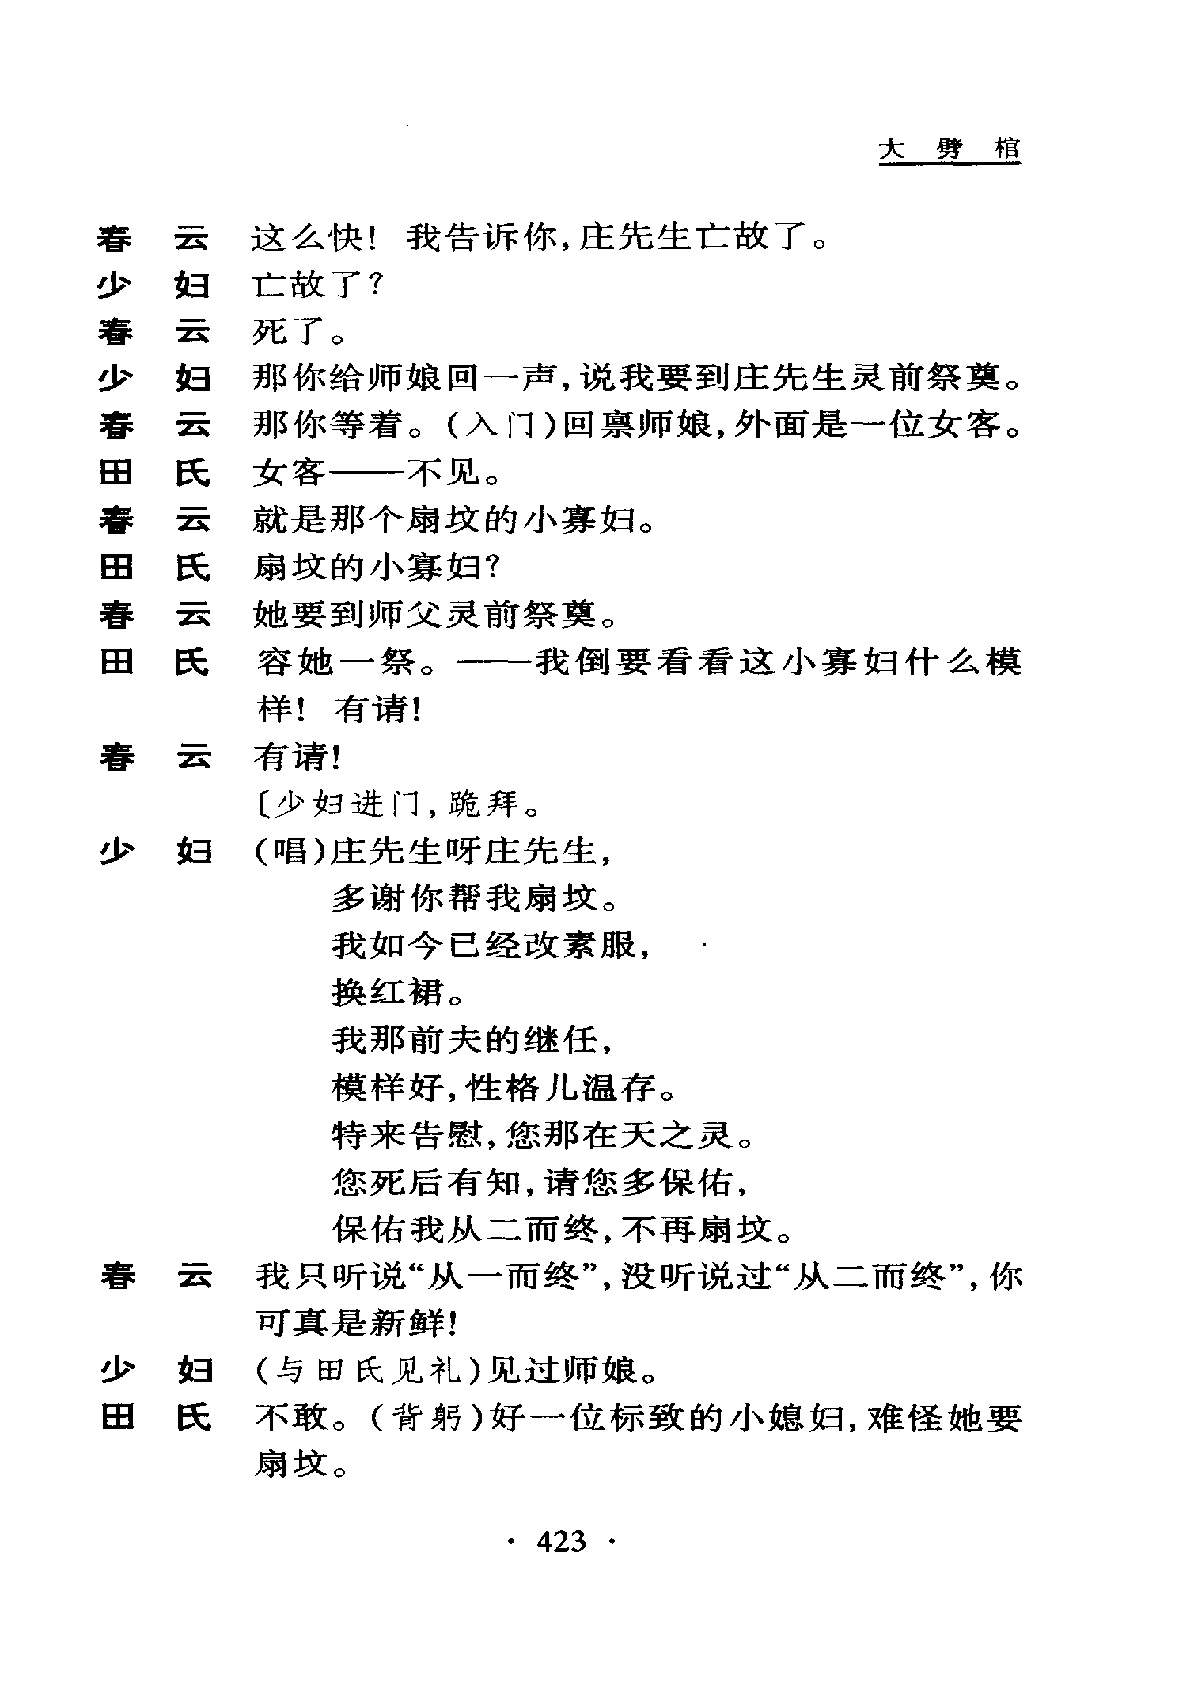 大劈棺
春云 这么快！我告诉你，庄先生亡故了。
少妇 亡故了？
春云 死了。
少妇 那你给师娘回一声，说我要到庄先生灵前祭奠。
春云 那你等着。(入门)回禀师娘，外面是一位女客。
田氏 女客——不见。
春云 就是那个扇坟的小寡妇。
田氏 扇坟的小寡妇？
春云 她要到师父灵前祭奠。
田氏 容她一祭。——我倒要看看这小寡妇什么模
样！有请！
春云 有请！
〔少妇进门，跪拜。
少妇 (唱)庄先生呀庄先生，
多谢你帮我扇坟。
我如今已经改素服，
换红裙。
我那前夫的继任，
模样好，性格儿温存。
特来告慰，您那在天之灵。
您死后有知，请您多保佑，
保佑我从二而终，不再扇坟。
春云 我只听说“从一而终”，没听说过“从二而终”，你
可真是新鲜！
少妇 (与田氏见礼)见过师娘。
田氏 不敢。(背躬)好一位标致的小媳妇，难怪她要
扇坟。
· 423 ·